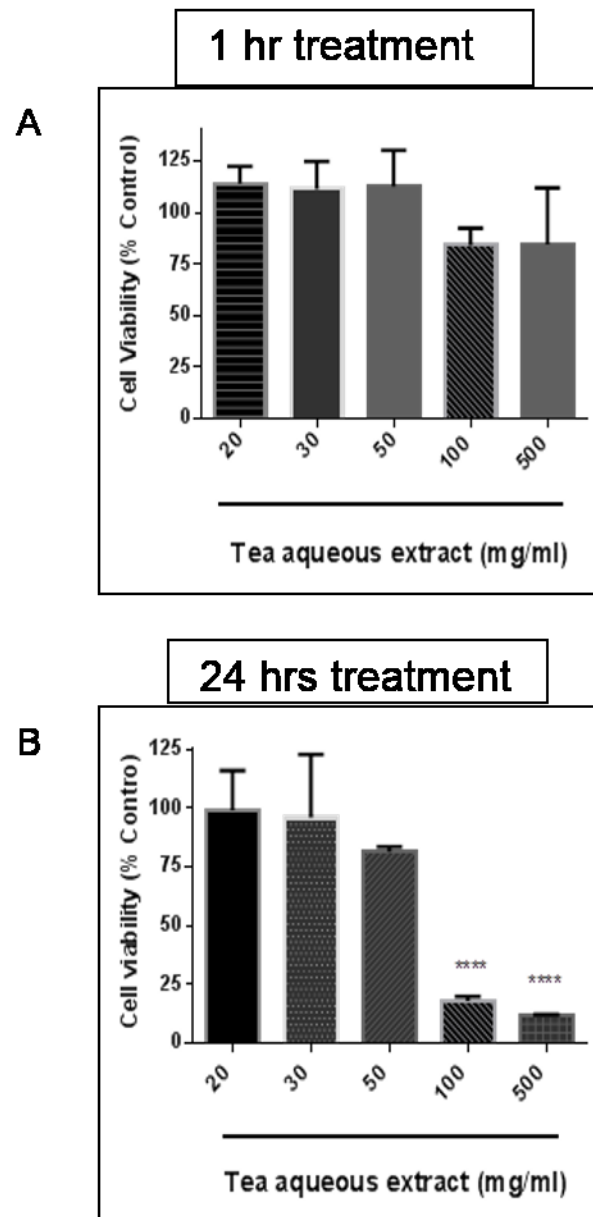 1 hr treatment
A
Cell Viability (% Control)
125
100
75
50
25
0
20 30 50 100 500
Tea aqueous extract (mg/ml)
24 hrs treatment
B
Cell viability (% Contro)
125
100
75
50
25
0
**** ****
20 30 50 100 500
Tea aqueous extract (mg/ml)